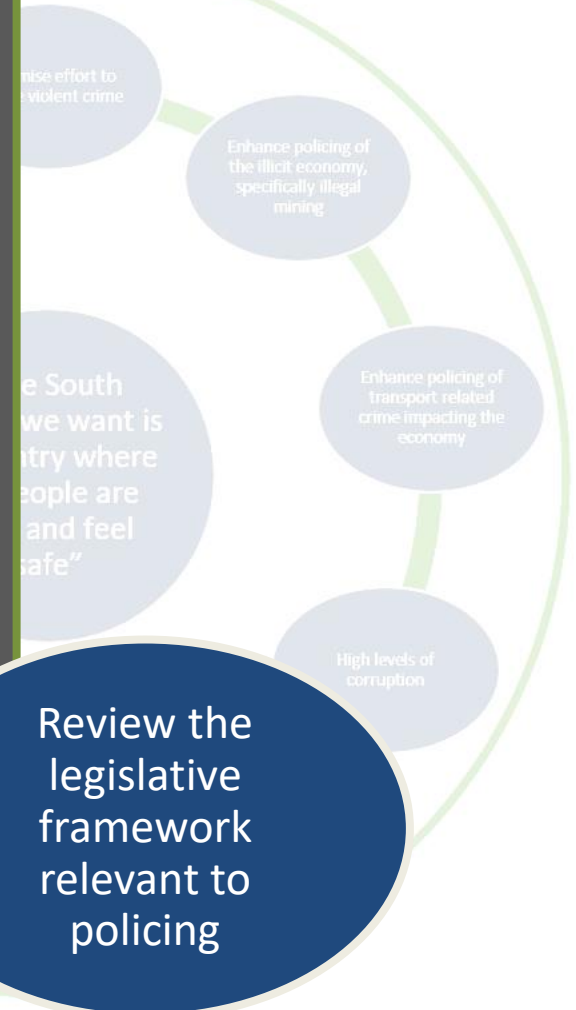 mise effort to
violent crime
Enhance policing of
the illicit economy,
specifically illegal
mining
Enhance policing of
transport related
crime impacting the
economy
e South
we want is
ntry where
eople are
and feel
safe”
High levels of
corruption
Review the
legislative
framework
relevant to
policing